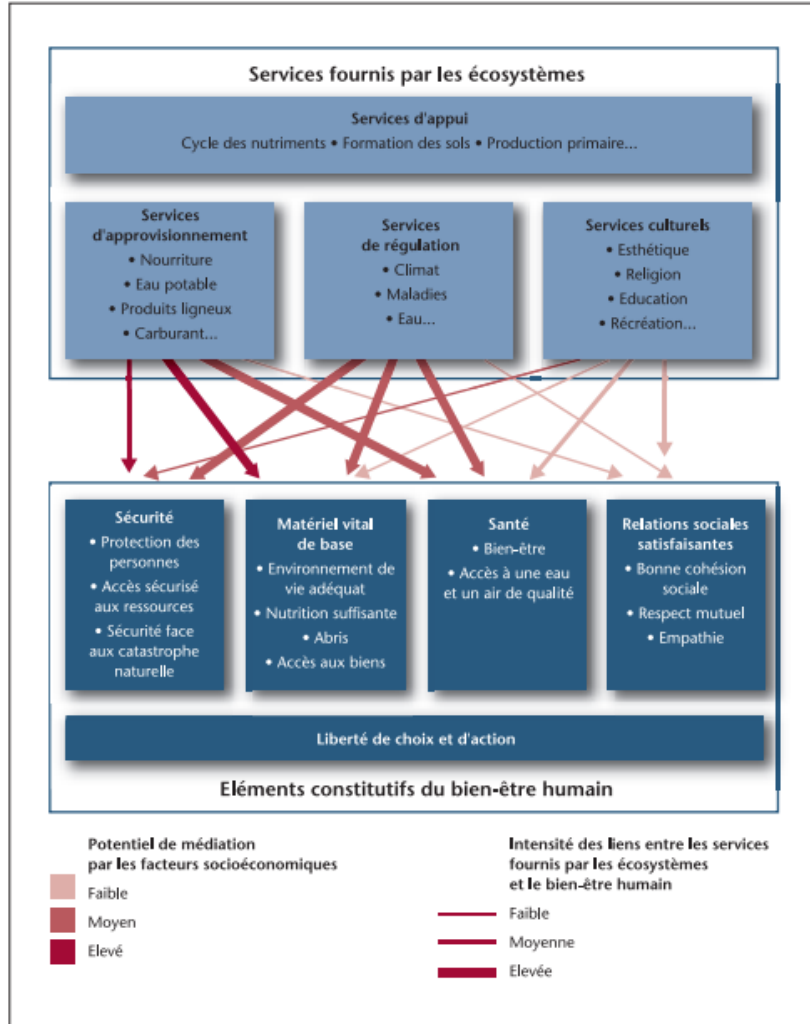 Services fournis par les écosystèmes
Services d'appui
Cycle des nutriments • Formation des sols • Production primaire...
Services
d'approvisionnement
• Nourriture
• Eau potable
• Produits ligneux
• Carburant...
Services
de régulation
• Climat
• Maladies
• Eau...
Services culturels
• Esthétique
• Religion
• Education
• Récréation...
Sécurité
• Protection des
personnes
• Accès sécurisé
aux ressources
• Sécurité face
aux catastrophe
naturelle
Matériel vital
de base
• Environnement de
vie adéquat
• Nutrition suffisante
• Abris
• Accès aux biens
Santé
• Bien-être
• Accès à une eau
et un air de qualité
Relations sociales
satisfaisantes
• Bonne cohésion
sociale
• Respect mutuel
• Empathie
Liberté de choix et d'action
Eléments constitutifs du bien-être humain
Potentiel de médiation
par les facteurs socioéconomiques
Faible
Moyen
Elevé
Intensité des liens entre les services
fournis par les écosystèmes
et le bien-être humain
Faible
Moyenne
Elevée